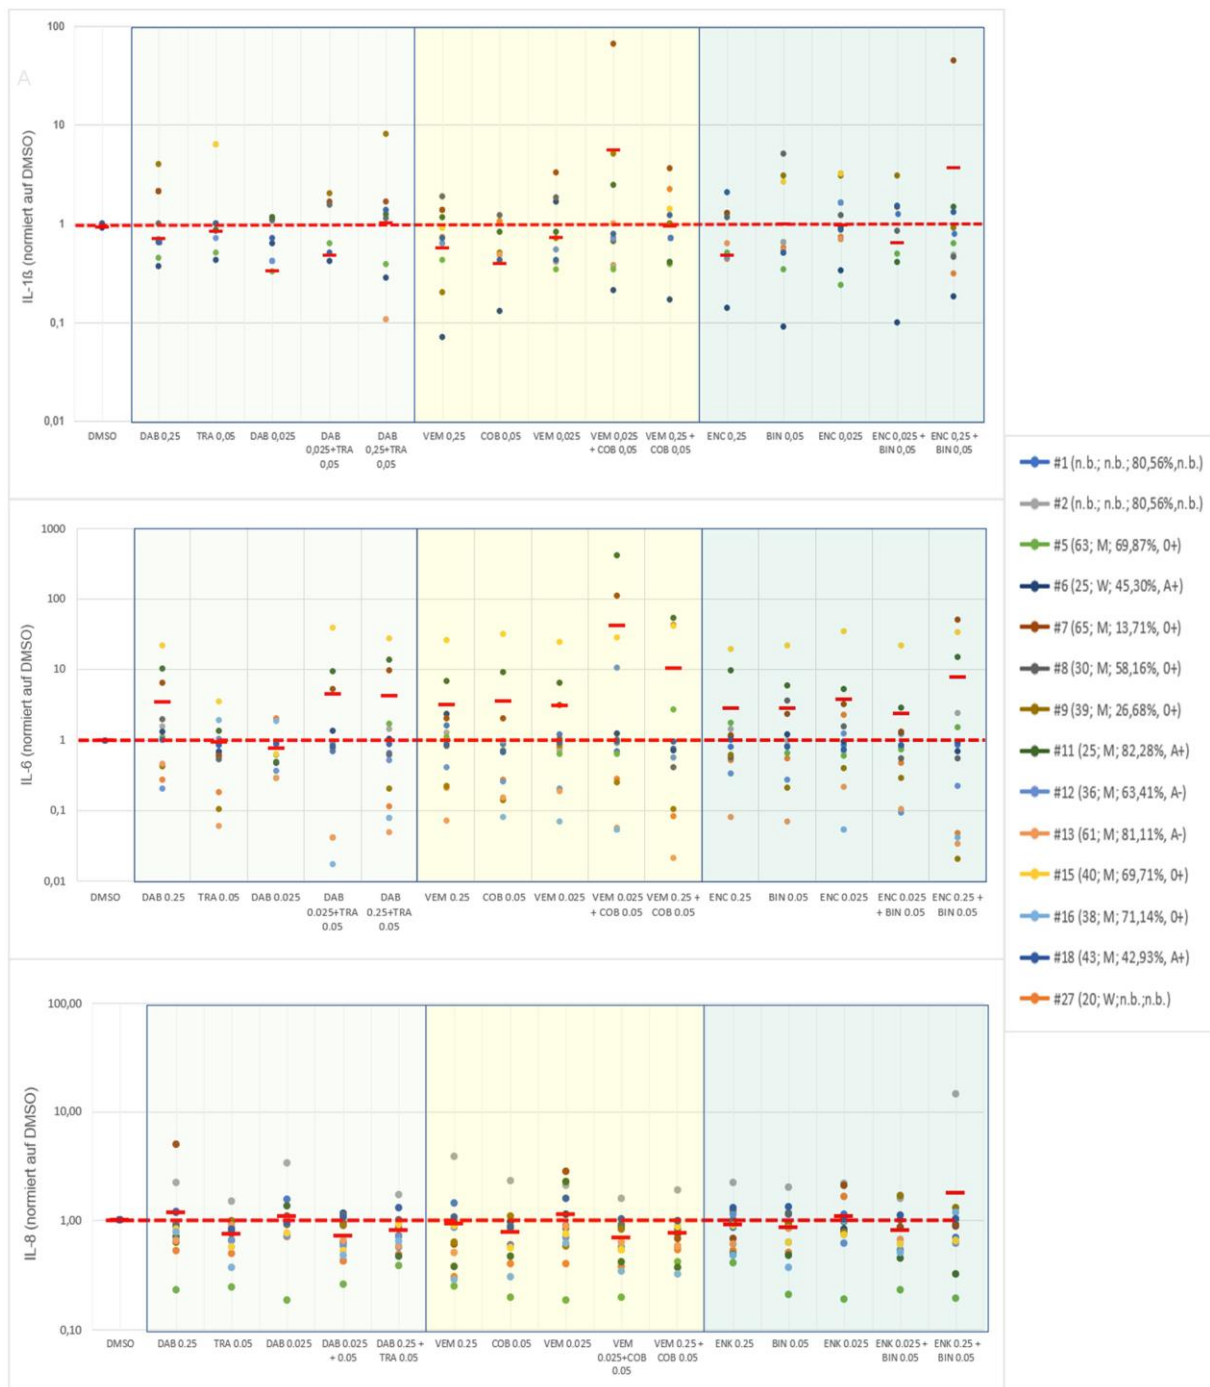 A
IL-1ß (normiert auf DMSO)
100
10
1
0,1
0,01
DMSO
DAB 0,25
TRA 0,05
DAB 0,025
DAB
0,025+TRA
0,05
DAB
0,25+TRA
0,05
VEM 0,25
COB 0,05
VEM 0,025
VEM 0,025
+ COB 0,05
VEM 0,25 +
COB 0,05
ENC 0,25
BIN 0,05
ENC 0,025
ENC 0,025 +
BIN 0,05
ENC 0,25 +
BIN 0,05
IL-6 (normiert auf DMSO)
1000
100
10
1
0,1
0,01
DMSO
DAB 0.25
TRA 0.05
DAB 0.025
DAB
0.025+TRA
0.05
DAB
0.25+TRA
0.05
VEM 0.25
COB 0.05
VEM 0.025
VEM 0.025
+ COB 0.05
VEM 0.25 +
COB 0.05
ENC 0.25
BIN 0.05
ENC 0.025
ENC 0.025
+ BIN 0.05
ENC 0.25 +
BIN 0.05
IL-8 (normiert auf DMSO)
100,00
10,00
1,00
0,10
DMSO
DAB 0.25
TRA 0.05
DAB 0.025
DAB 0.025
+ 0.05
DAB 0.25 +
TRA 0.05
VEM 0.25
COB 0.05
VEM 0.025
VEM
0.025+COB
0.05
VEM 0.25 +
COB 0.05
ENK 0.25
BIN 0.05
ENK 0.025
ENK 0.025 +
BIN 0.05
ENK 0.25 +
BIN 0.05
#1 (n.b.; n.b.; 80,56%,n.b.)
#2 (n.b.; n.b.; 80,56%,n.b.)
#5 (63; M; 69,87%, 0+)
#6 (25; W; 45,30%, A+)
#7 (65; M; 13,71%, 0+)
#8 (30; M; 58,16%, 0+)
#9 (39; M; 26,68%, 0+)
#11 (25; M; 82,28%, A+)
#12 (36; M; 63,41%, A-)
#13 (61; M; 81,11%, A-)
#15 (40; M; 69,71%, 0+)
#16 (38; M; 71,14%, 0+)
#18 (43; M; 42,93%, A+)
#27 (20; W;n.b.;n.b.)